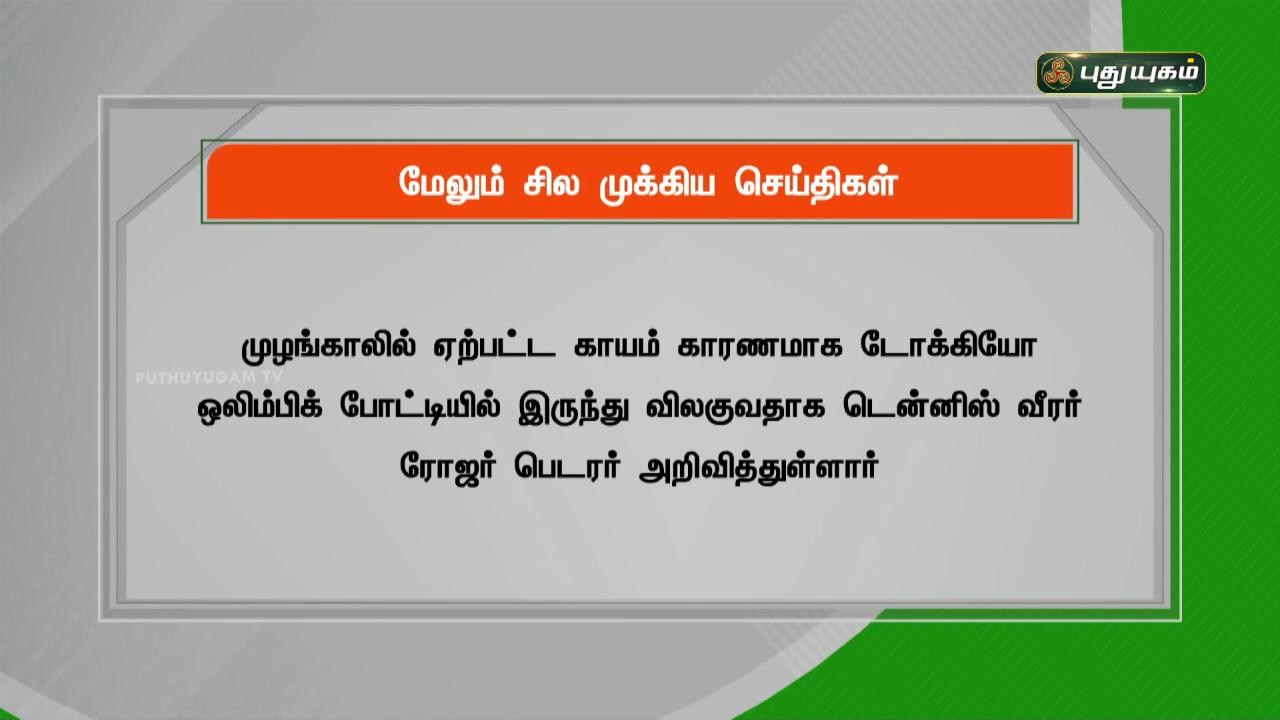 புதுயுகம்
மேலும் சில முக்கிய செய்திகள்
முழங்காலில் ஏற்பட்ட காயம் காரணமாக டோக்கியோ
PUTHUYUGAM TV
ஒலிம்பிக் போட்டியில் இருந்து விலகுவதாக டென்னிஸ் வீரர்
ரோஜர் பெடரர் அறிவித்துள்ளார்